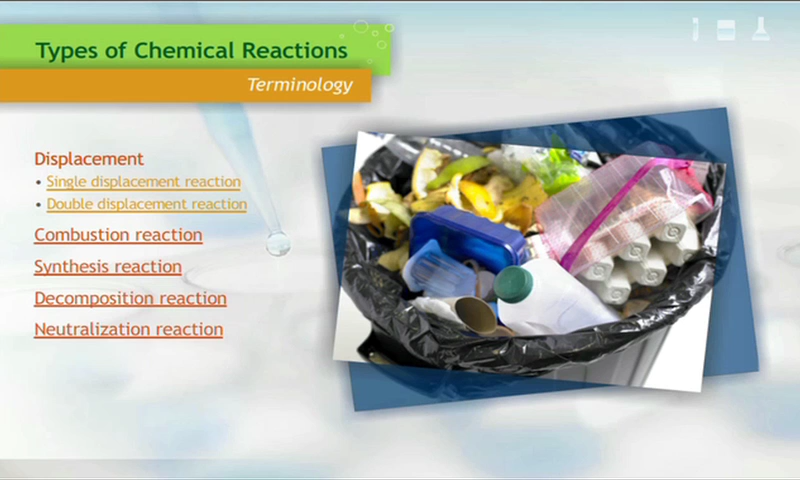 Types of Chemical Reactions
Terminology
Displacement
• Single displacement reaction
• Double displacement reaction
Combustion reaction
Synthesis reaction
Decomposition reaction
Neutralization reaction